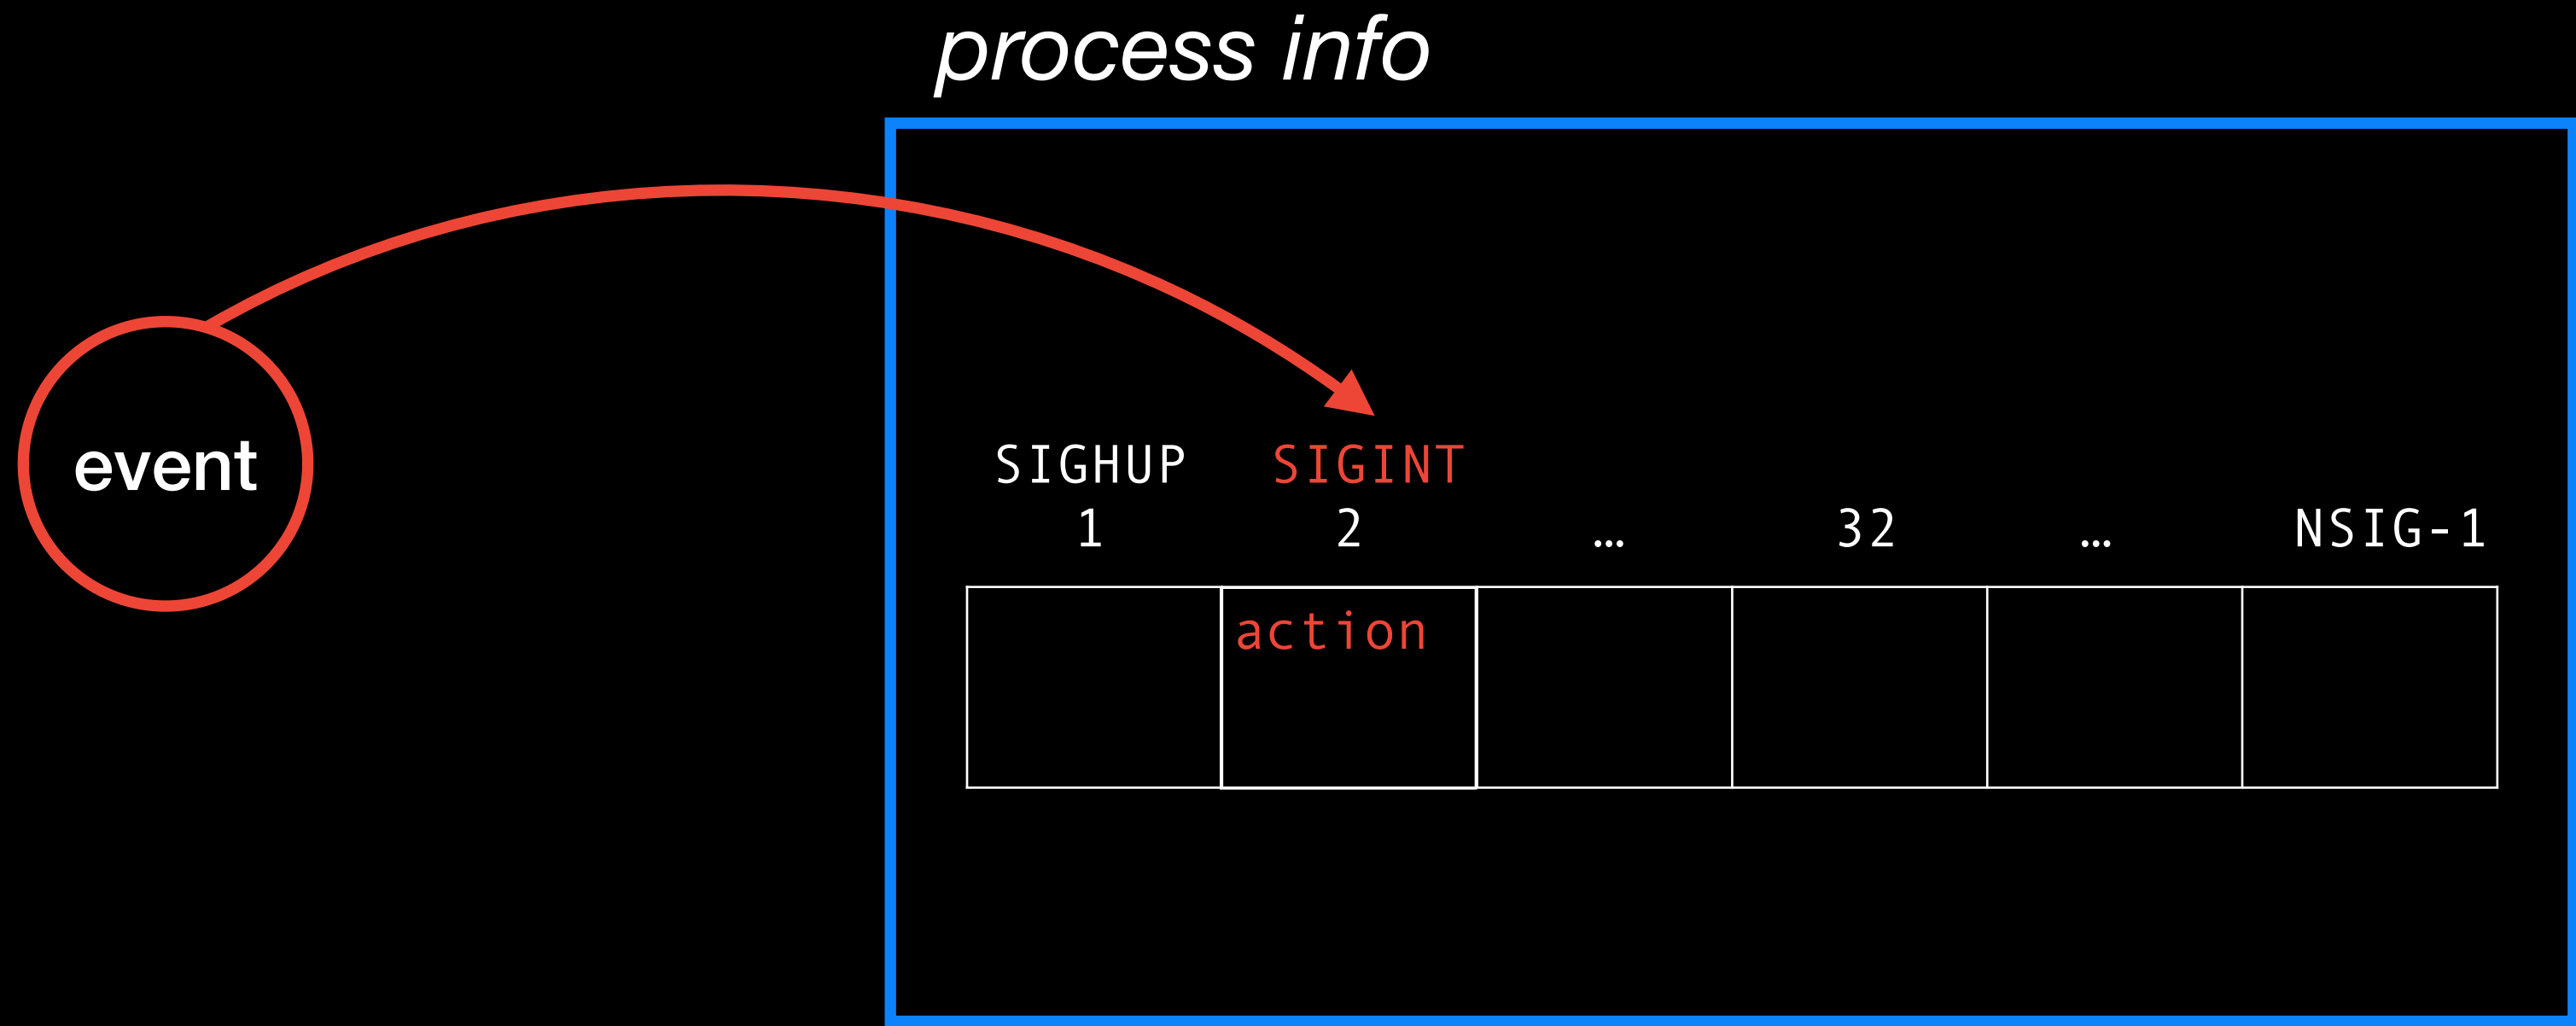 process info
event
SIGHUP SIGINT
1 2 … 32 … NSIG-1
action